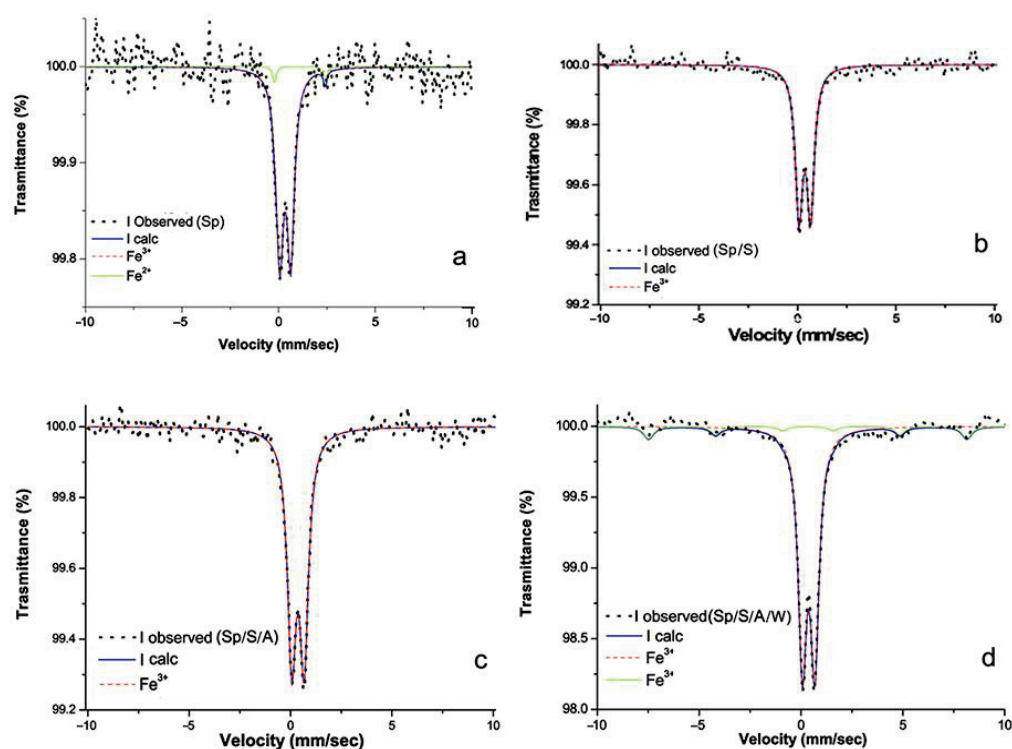 100.0
99.9
99.8
Trasmittance (%)
I Observed (Sp)
I calc
Fe³⁺
Fe²⁺
a
–10
–5
0
5
10
Velocity (mm/sec)
100.0
99.8
99.6
99.4
99.2
Trasmittance (%)
I observed (Sp/S)
I calc
Fe³⁺
b
–10
–5
0
5
10
Velocity (mm/sec)
100.0
99.8
99.6
99.4
99.2
Trasmittance (%)
I observed (Sp/S/A)
I calc
Fe³⁺
c
–10
–5
0
5
10
Velocity (mm/sec)
100.0
99.5
99.0
98.5
98.0
Trasmittance (%)
I observed (Sp/S/A/W)
I calc
Fe³⁺
Fe³⁺
d
–10
–5
0
5
10
Velocity (mm/sec)